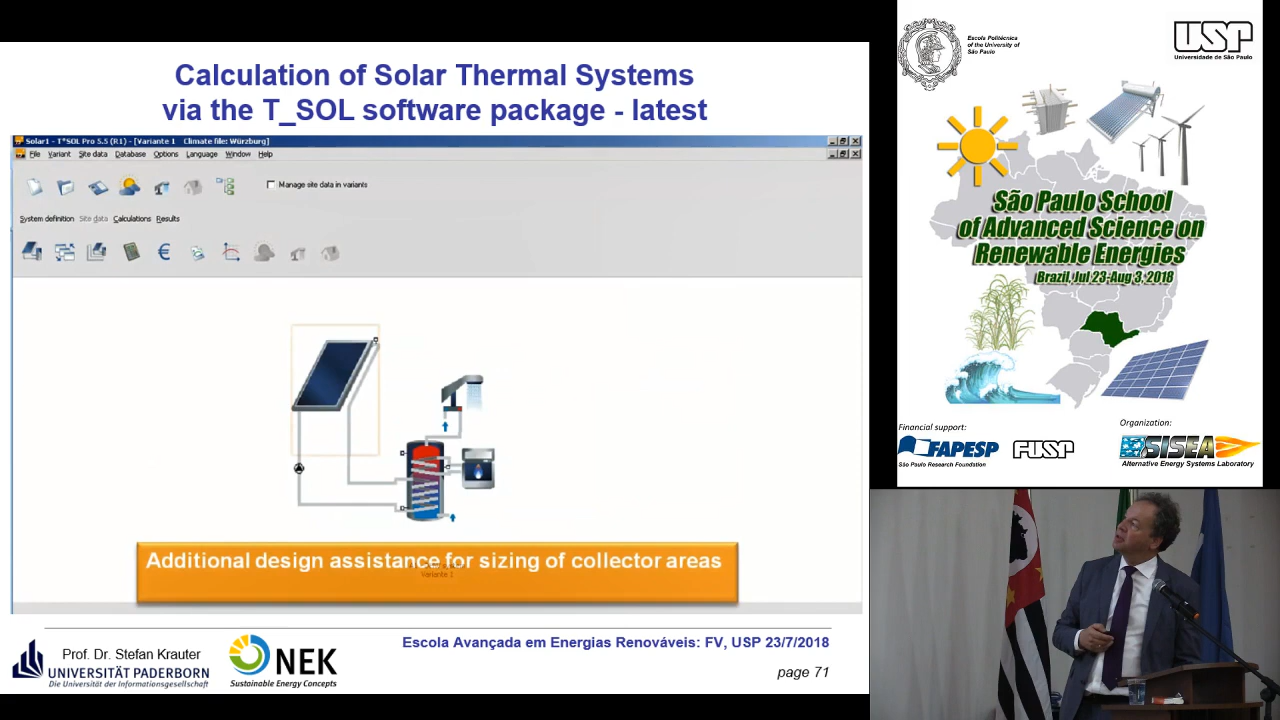 Calculation of Solar Thermal Systems
via the T_SOL software package - latest
Solar1 - T*SOL Pro 5.5 (R1) - [Variante 1 Climate file: Würzburg]
File Variant Site data Database Options Language Window Help
Manage site data in variants
System definition Site data Calculations Results
Additional design assistance for sizing of collector areas
Variante 1
Prof. Dr. Stefan Krauter
UNIVERSITÄT PADERBORN
Die Universität der Informationsgesellschaft
NEK
Sustainable Energy Concepts
Escola Avançada em Energias Renováveis: FV, USP 23/7/2018
page 71
Escola Politécnica
of the University of
São Paulo
USP
Universidade de São Paulo
São Paulo School
of Advanced Science on
Renewable Energies
Brazil, Jul 23-Aug 3, 2018
Financial support:
FAPESP
São Paulo Research Foundation
FUSP
Organization:
SISEA
Alternative Energy Systems Laboratory